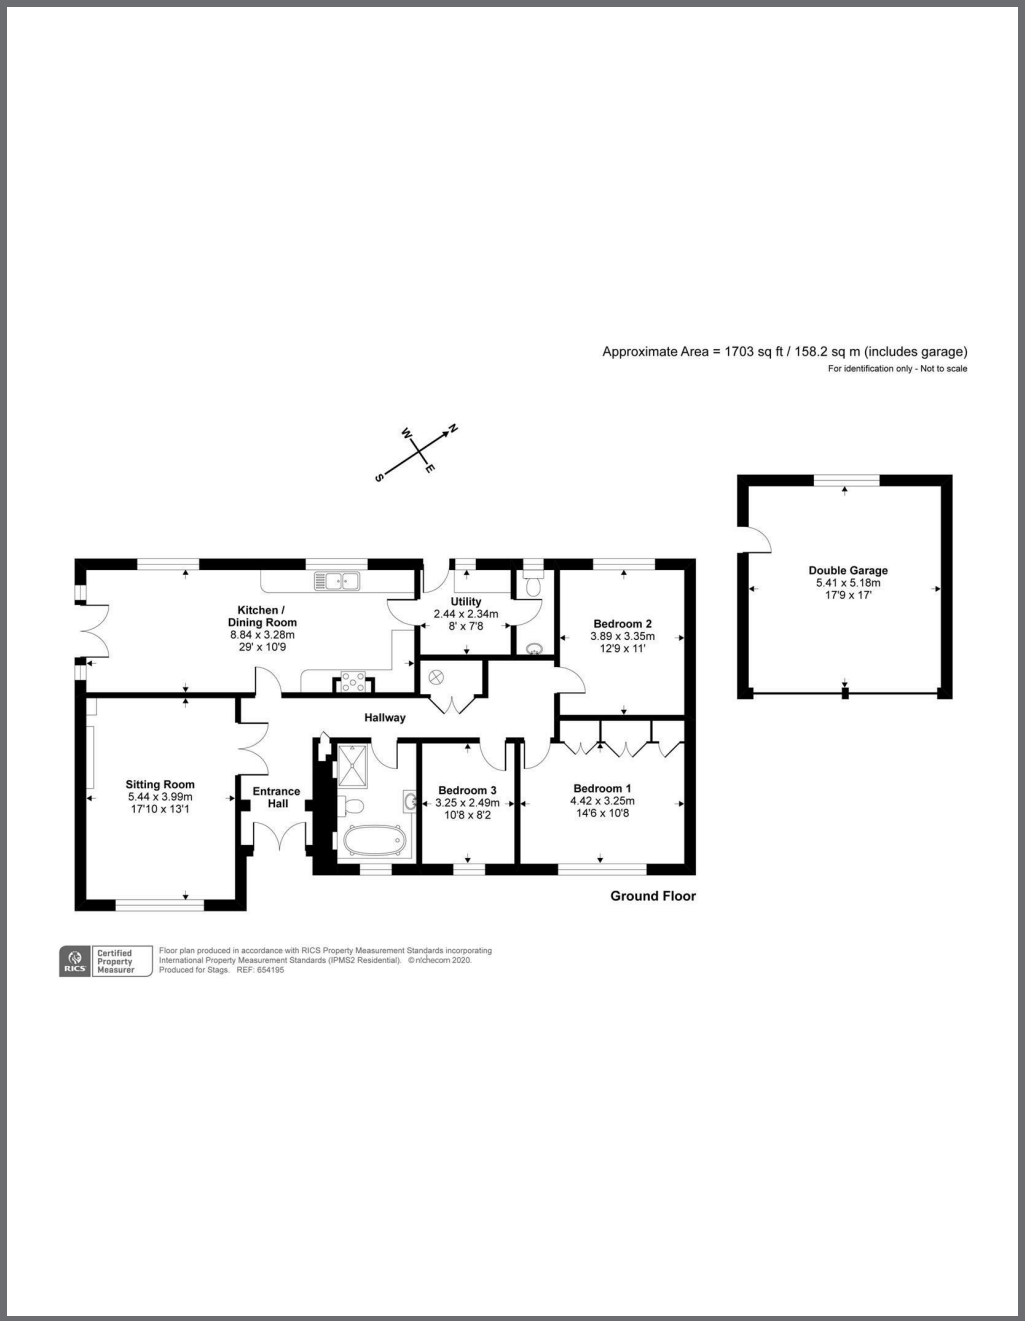 Approximate Area = 1703 sq ft / 158.2 sq m (includes garage)
For identification only - Not to scale
W
N
S
E
Double Garage
5.41 x 5.18m
17'9 x 17'
Kitchen /
Dining Room
8.84 x 3.28m
29' x 10'9
Utility
2.44 x 2.34m
8' x 7'8
Bedroom 2
3.89 x 3.35m
12'9 x 11'
Hallway
Sitting Room
5.44 x 3.99m
17'10 x 13'1
Entrance
Hall
Bedroom 3
3.25 x 2.49m
10'8 x 8'2
Bedroom 1
4.42 x 3.25m
14'6 x 10'8
Ground Floor
RICS
Certified
Property
Measurer
Floor plan produced in accordance with RICS Property Measurement Standards incorporating
International Property Measurement Standards (IPMS2 Residential). © nichecom 2020.
Produced for Stags. REF: 654195